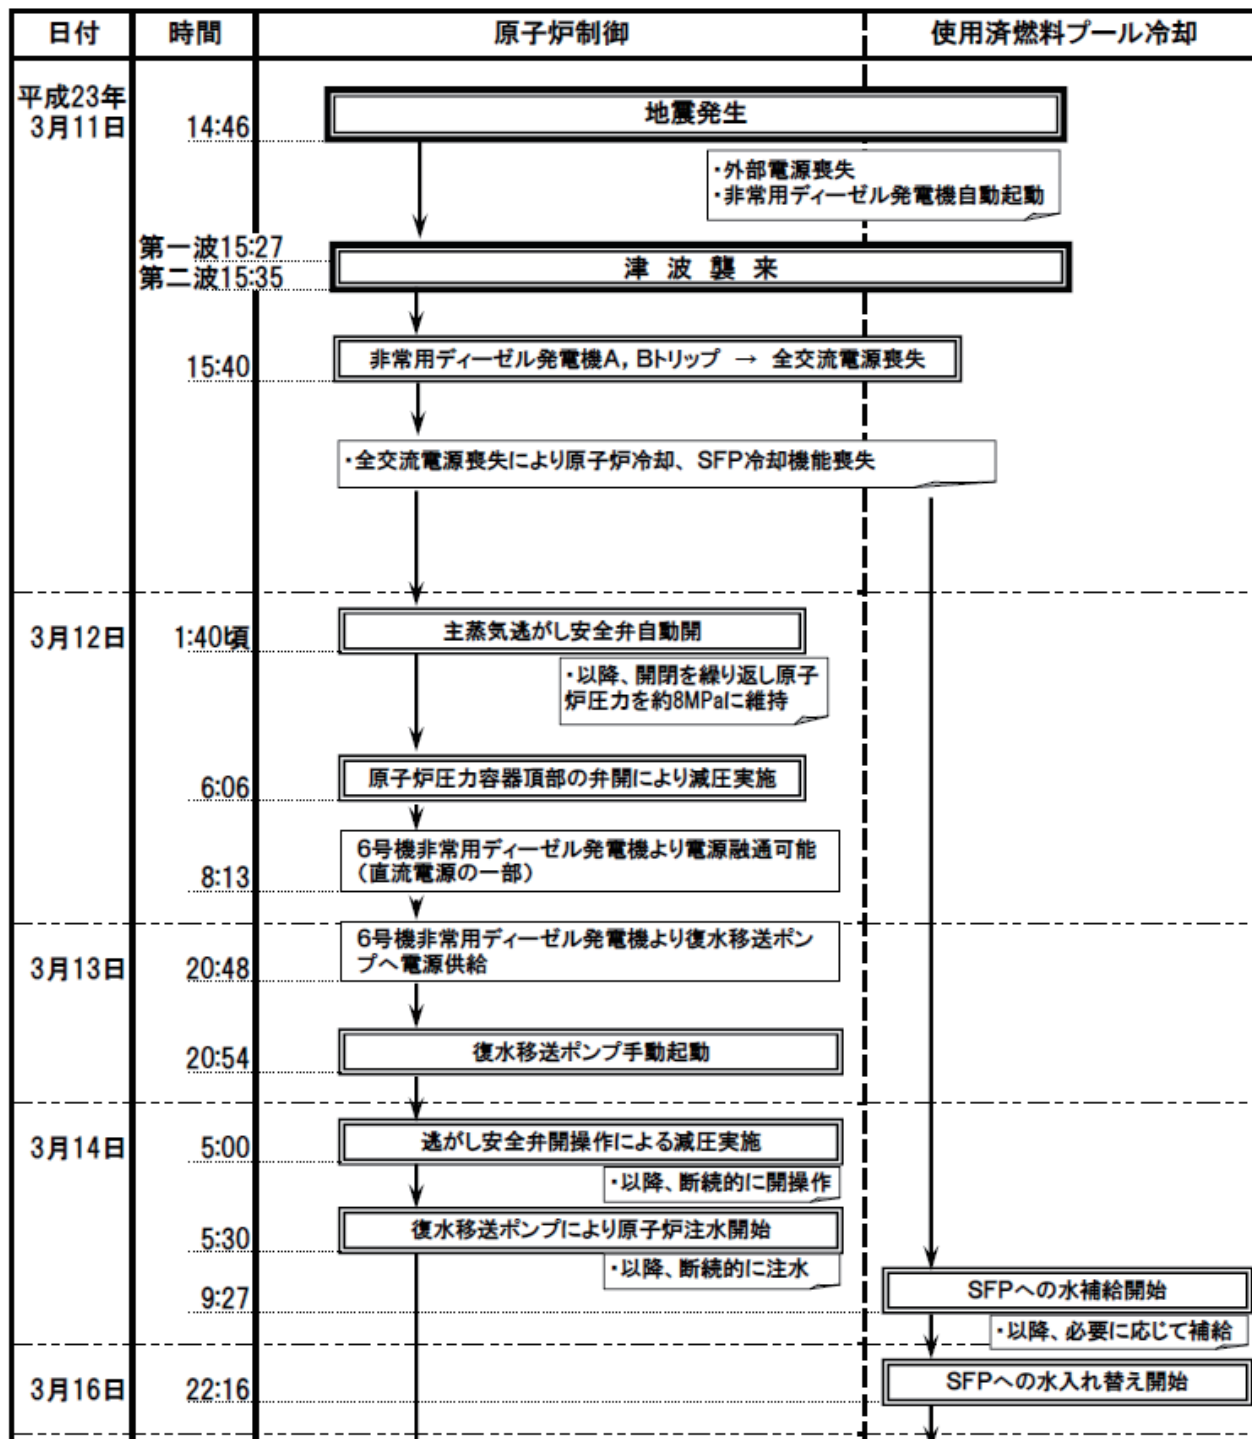 日付 時間 原子炉制御 使用済燃料プール冷却
平成23年
3月11日 14:46 地震発生
・外部電源喪失
・非常用ディーゼル発電機自動起動
第一波15:27
第二波15:35
津 波 襲 来
15:40 非常用ディーゼル発電機A，Bトリップ → 全交流電源喪失
・全交流電源喪失により原子炉冷却、SFP冷却機能喪失
3月12日 1:40頃 主蒸気逃がし安全弁自動開
・以降、開閉を繰り返し原子
炉圧力を約8MPaに維持
6:06 原子炉圧力容器頂部の弁開により減圧実施
6号機非常用ディーゼル発電機より電源融通可能
8:13 （直流電源の一部）
6号機非常用ディーゼル発電機より復水移送ポン
3月13日 20:48 プへ電源供給
20:54 復水移送ポンプ手動起動
3月14日 5:00 逃がし安全弁開操作による減圧実施
・以降、断続的に開操作
5:30 復水移送ポンプにより原子炉注水開始
・以降、断続的に注水
9:27 SFPへの水補給開始
・以降、必要に応じて補給
3月16日 22:16 SFPへの水入れ替え開始